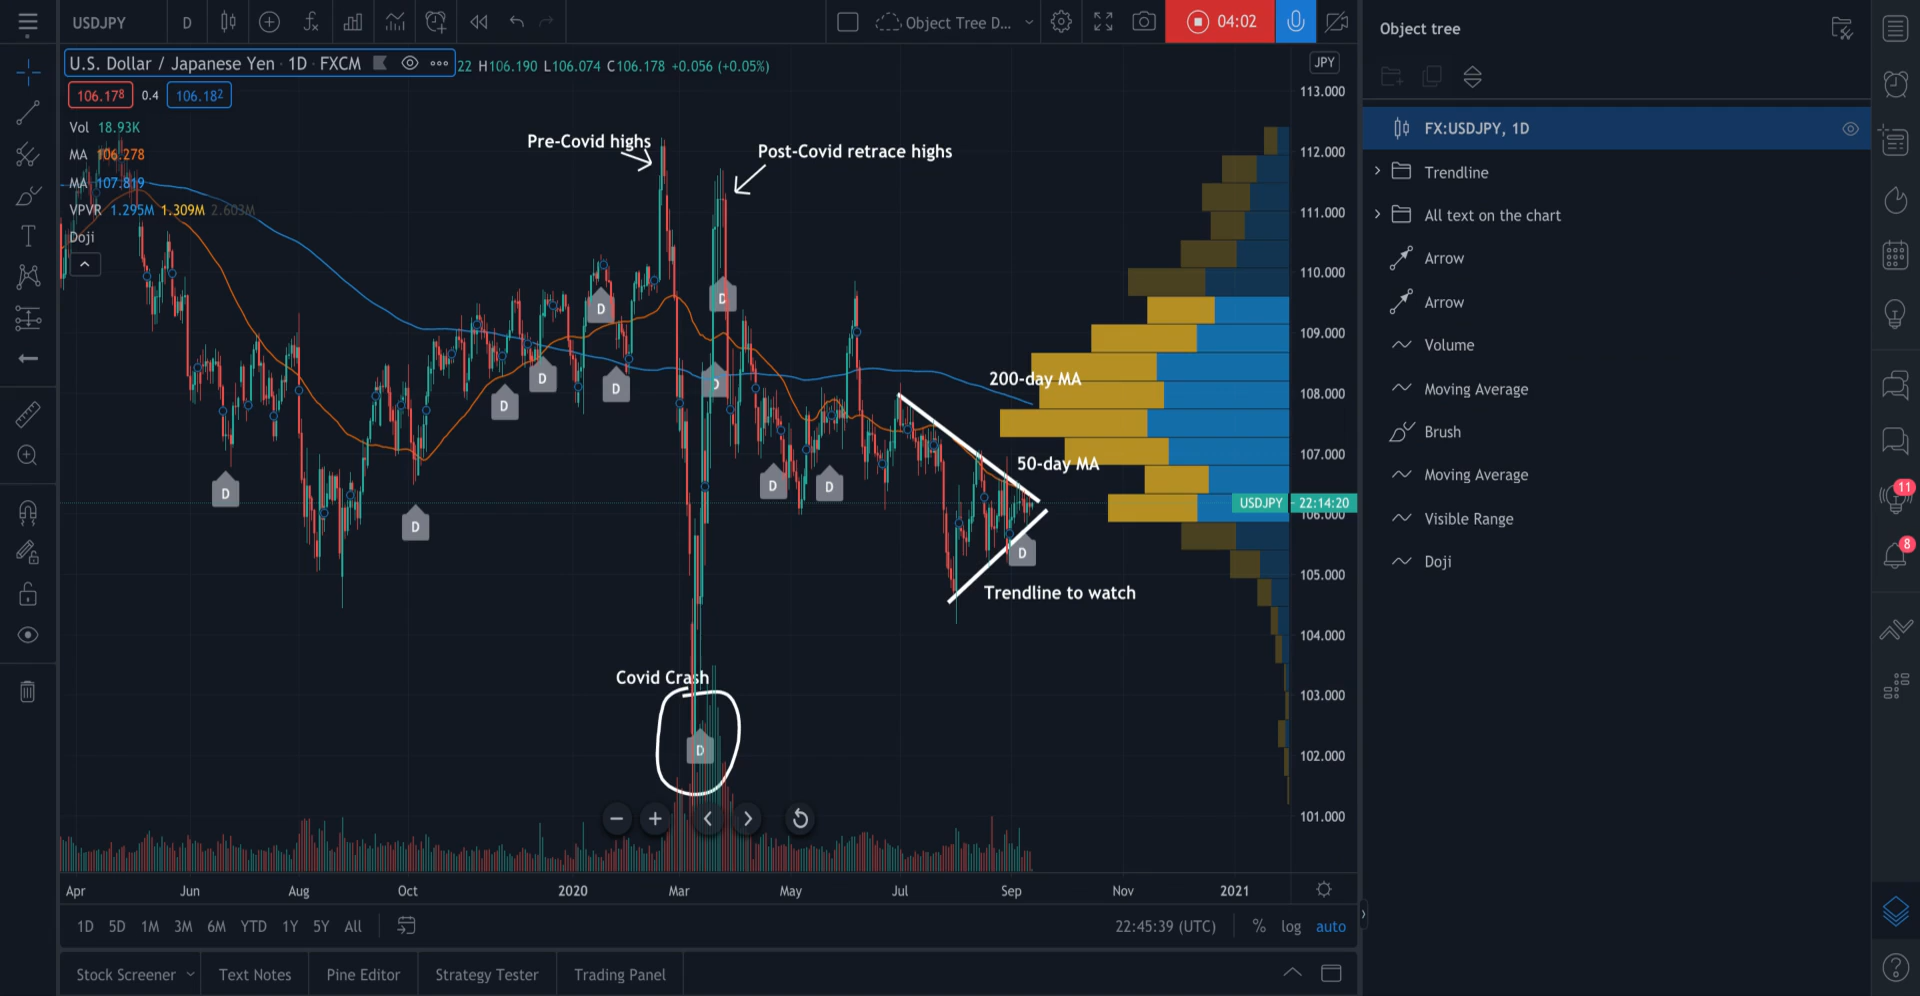 USDJPY D Object Tree D... 04:02
U.S. Dollar / Japanese Yen · 1D · FXCM 22 H106.190 L106.074 C106.178 +0.056 (+0.05%)
106.178 0.4 106.182
Vol 18.93K
MA 106.278
MA 107.819
VPVR 1.295M 1.309M 2.603M
Doji
Pre-Covid highs
Post-Covid retrace highs
200-day MA
50-day MA
Trendline to watch
Covid Crash
D
D
D
D
D
D
D
D
D
D
D
D
JPY
113.000
112.000
111.000
110.000
109.000
108.000
107.000
USDJPY 22:14:20
106.000
105.000
104.000
103.000
102.000
101.000
Apr Jun Aug Oct 2020 Mar May Jul Sep Nov 2021
1D 5D 1M 3M 6M YTD 1Y 5Y All 22:45:39 (UTC) % log auto
Stock Screener Text Notes Pine Editor Strategy Tester Trading Panel
Object tree
FX:USDJPY, 1D
Trendline
All text on the chart
Arrow
Arrow
Volume
Moving Average
Brush
Moving Average
Visible Range
Doji
11
8